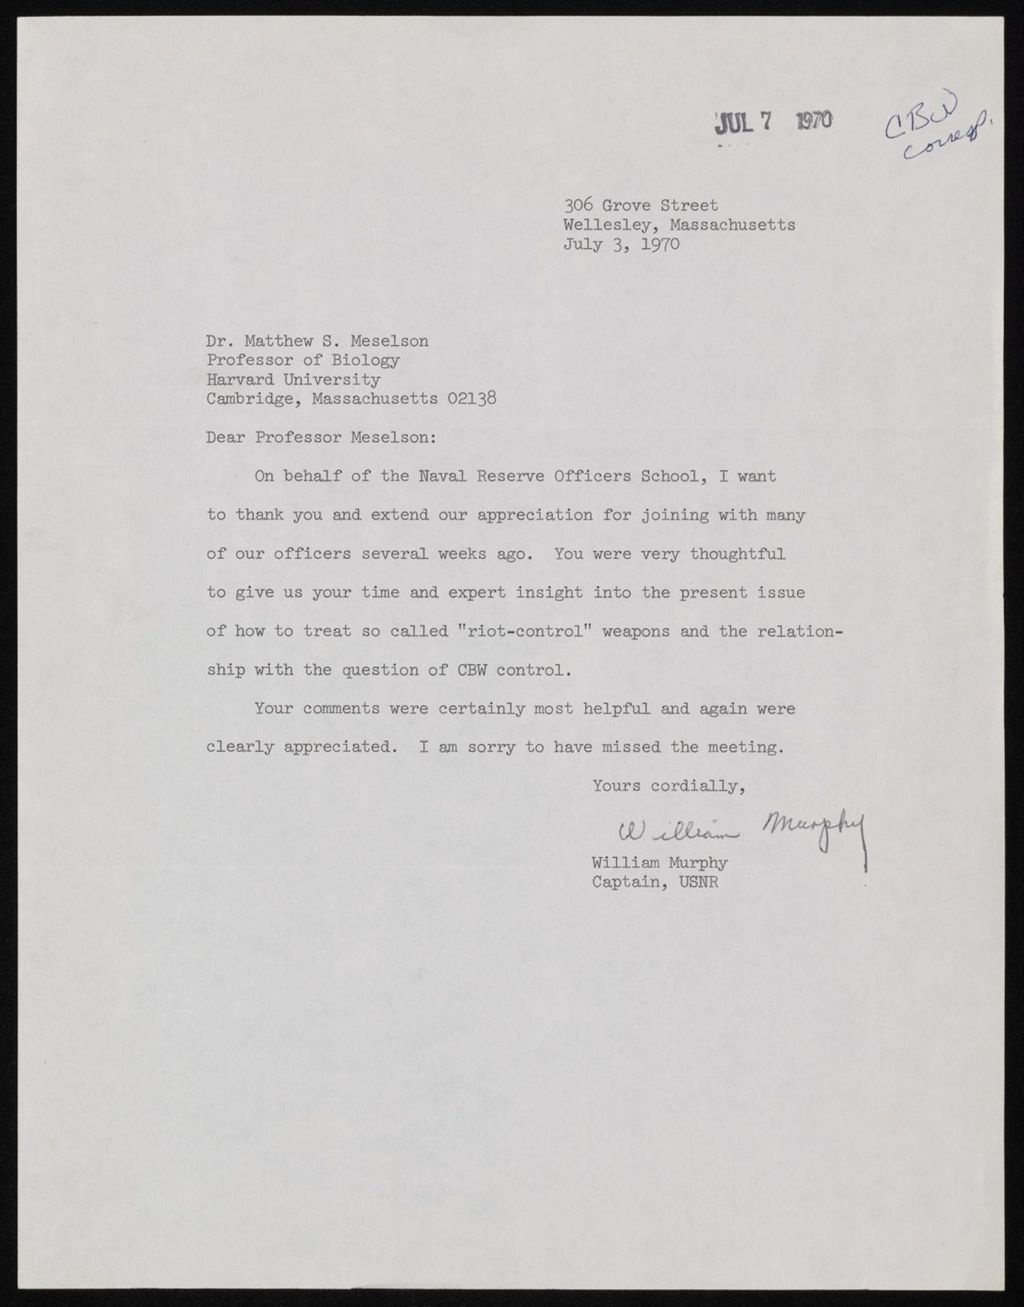 JUL 7 1970
CBW
corresp.
306 Grove Street
Wellesley, Massachusetts
July 3, 1970
Dr. Matthew S. Meselson
Professor of Biology
Harvard University
Cambridge, Massachusetts 02138
Dear Professor Meselson:
On behalf of the Naval Reserve Officers School, I want
to thank you and extend our appreciation for joining with many
of our officers several weeks ago. You were very thoughtful
to give us your time and expert insight into the present issue
of how to treat so called "riot-control" weapons and the relation-
ship with the question of CBW control.
Your comments were certainly most helpful and again were
clearly appreciated. I am sorry to have missed the meeting.
Yours cordially,
William Murphy
William Murphy
Captain, USNR